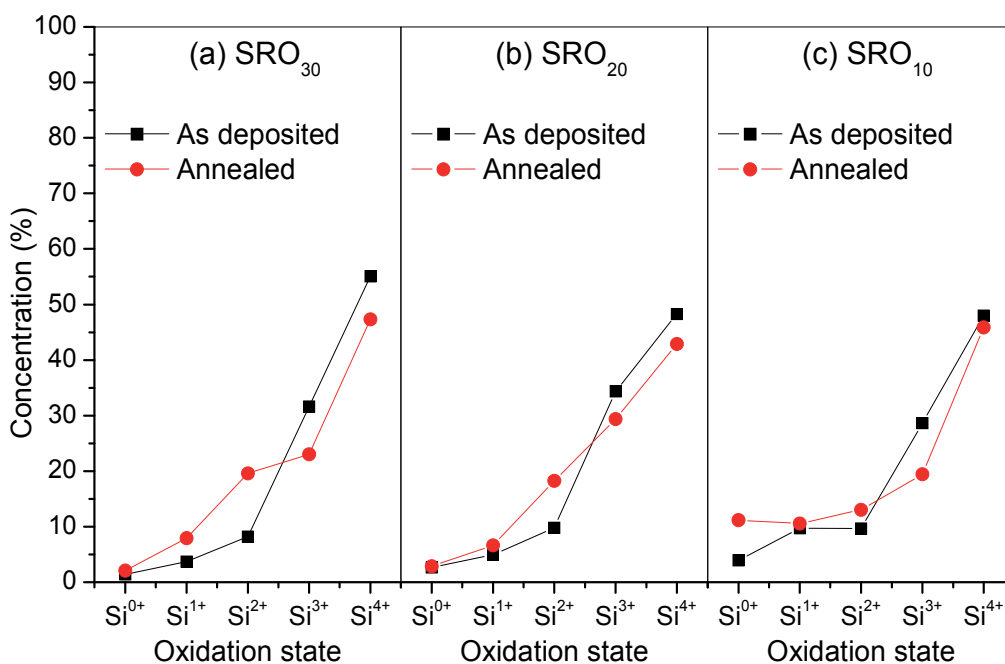 Concentration (%)
100
90
80
70
60
50
40
30
20
10
0
(a) SRO₃₀
As deposited
Annealed
Si⁰⁺ Si¹⁺ Si²⁺ Si³⁺ Si⁴⁺
Oxidation state
(b) SRO₂₀
As deposited
Annealed
Si⁰⁺ Si¹⁺ Si²⁺ Si³⁺ Si⁴⁺
Oxidation state
(c) SRO₁₀
As deposited
Annealed
Si⁰⁺ Si¹⁺ Si²⁺ Si³⁺ Si⁴⁺
Oxidation state